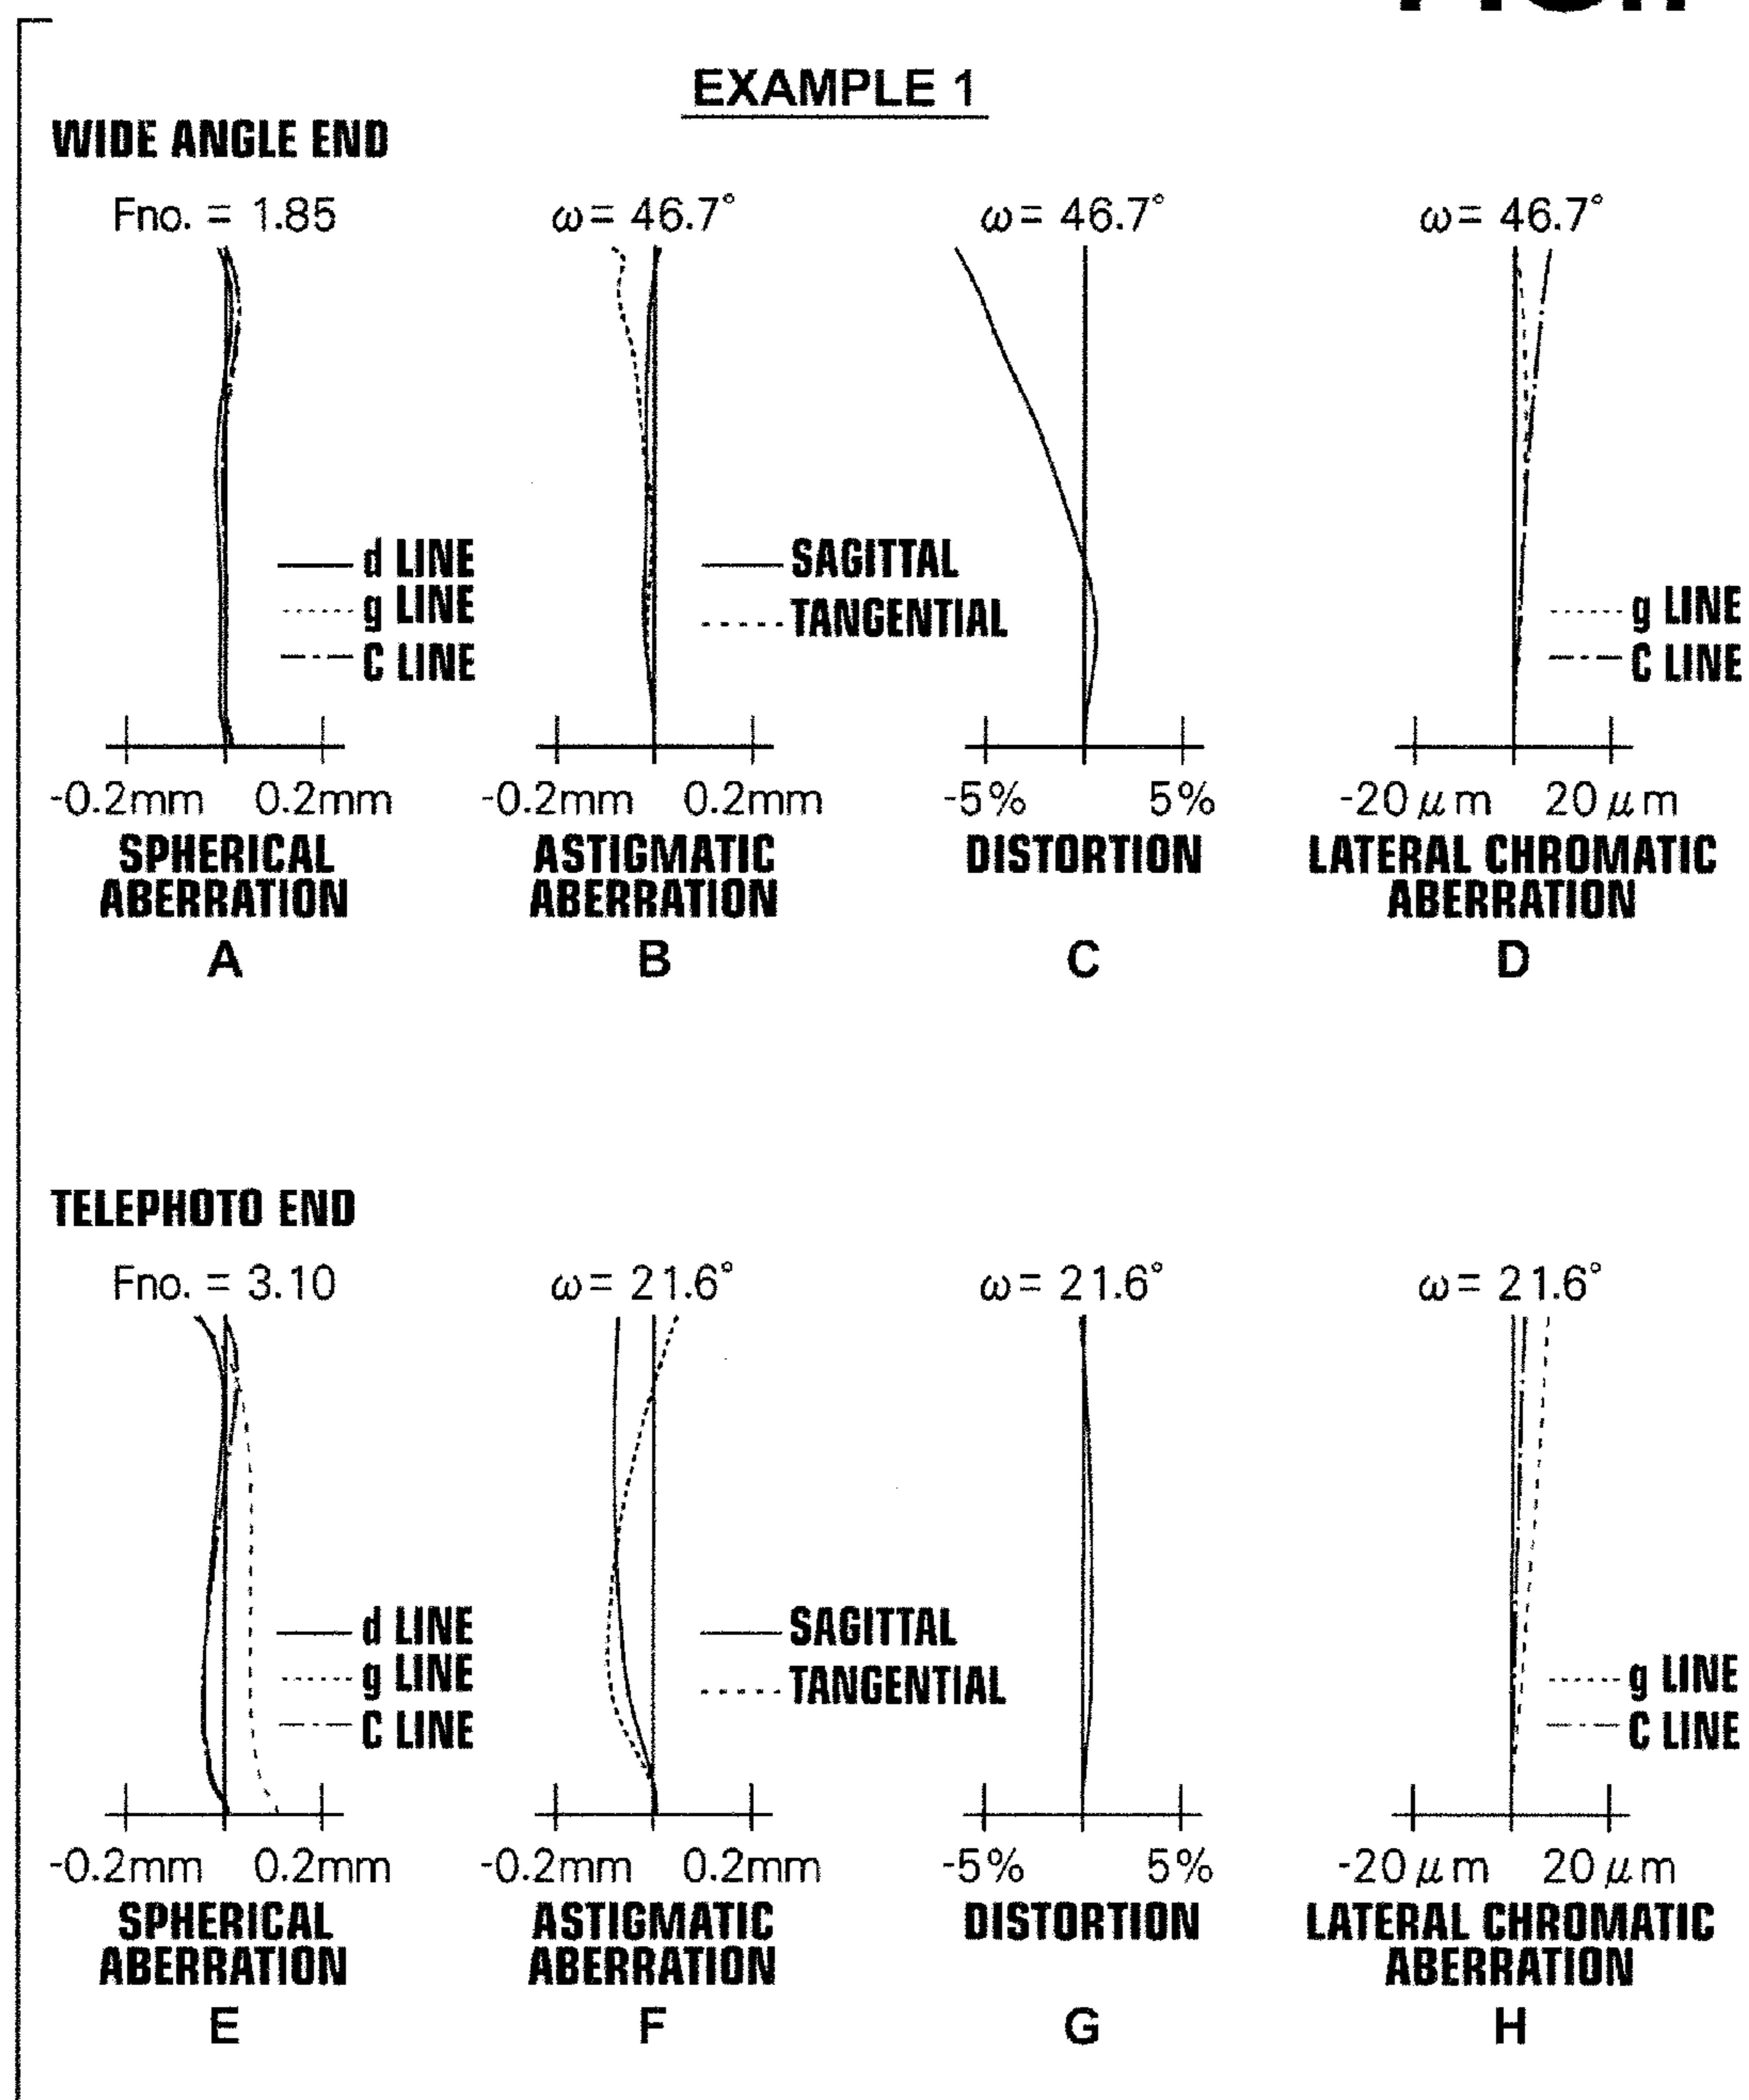 EXAMPLE 1
WIDE ANGLE END
Fno. = 1.85
ω= 46.7°
ω= 46.7°
ω= 46.7°
d LINE
g LINE
C LINE
SAGITTAL
TANGENTIAL
g LINE
C LINE
-0.2mm 0.2mm
-0.2mm 0.2mm
-5% 5%
-20μm 20μm
SPHERICAL
ABERRATION
ASTIGMATIC
ABERRATION
DISTORTION
LATERAL CHROMATIC
ABERRATION
A
B
C
D
TELEPHOTO END
Fno. = 3.10
ω= 21.6°
ω= 21.6°
ω= 21.6°
d LINE
g LINE
C LINE
SAGITTAL
TANGENTIAL
g LINE
C LINE
-0.2mm 0.2mm
-0.2mm 0.2mm
-5% 5%
-20μm 20μm
SPHERICAL
ABERRATION
ASTIGMATIC
ABERRATION
DISTORTION
LATERAL CHROMATIC
ABERRATION
E
F
G
H